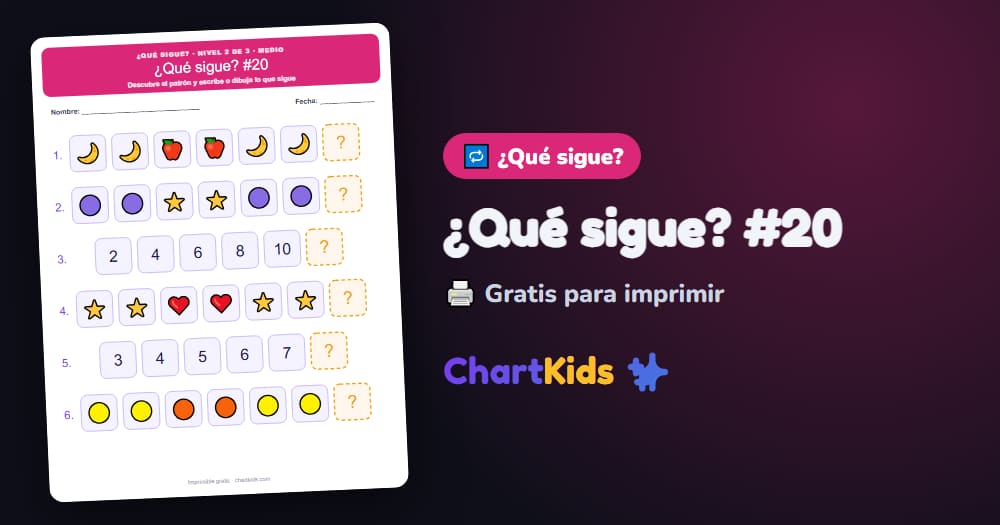 ¿QUÉ SIGUE? · NIVEL 2 DE 3 · MEDIO
¿Qué sigue? #20
Descubre el patrón y escribe o dibuja lo que sigue
Nombre: ____________ Fecha: ____________
1. ?
2. ?
3. 2 4 6 8 10 ?
4. ?
5. 3 4 5 6 7 ?
6. ?
Imprimible gratis · chartkids.com
¿Qué sigue?
¿Qué sigue? #20
Gratis para imprimir
ChartKids